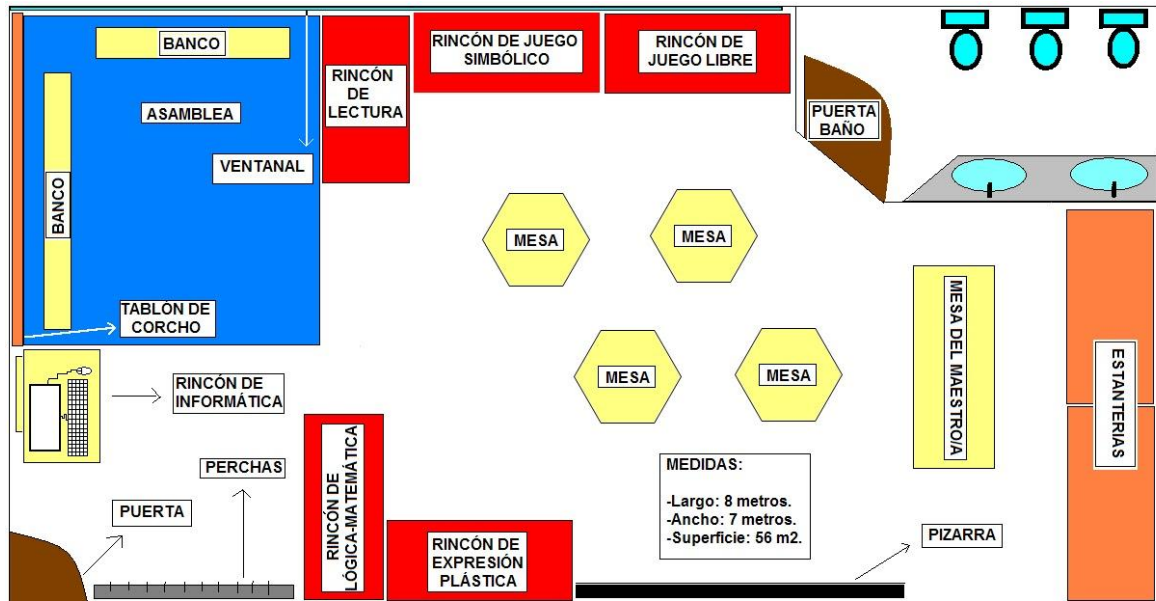 BANCO
RINCÓN DE JUEGO
SIMBÓLICO
RINCÓN DE
JUEGO LIBRE
RINCÓN
DE
LECTURA
ASAMBLEA
PUERTA
BAÑO
VENTANAL
BANCO
MESA
MESA
TABLÓN DE
CORCHO
MESA DEL MAESTRO/A
ESTANTERIAS
RINCÓN DE
INFORMÁTICA
MESA
MESA
PERCHAS
RINCÓN DE
LÓGICA-MATEMÁTICA
MEDIDAS:
-Largo: 8 metros.
-Ancho: 7 metros.
-Superficie: 56 m2.
PUERTA
RINCÓN DE
EXPRESIÓN
PLÁSTICA
PIZARRA